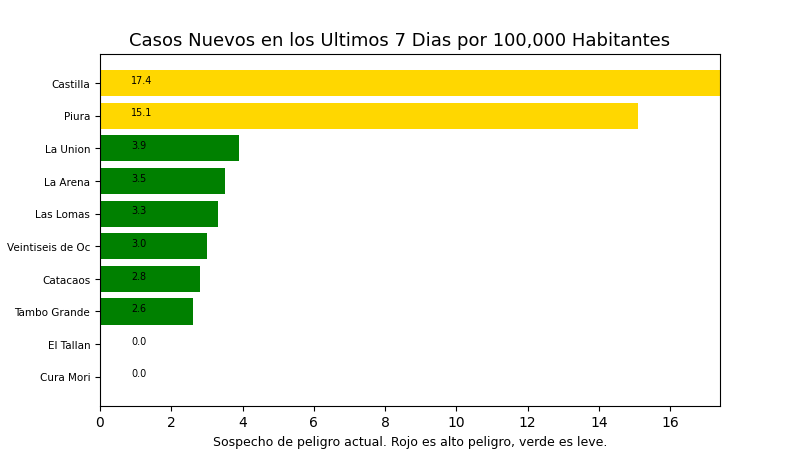 Casos Nuevos en los Ultimos 7 Dias por 100,000 Habitantes
Castilla 17.4
Piura 15.1
La Union 3.9
La Arena 3.5
Las Lomas 3.3
Veintiseis de Oc 3.0
Catacaos 2.8
Tambo Grande 2.6
El Tallan 0.0
Cura Mori 0.0
0 2 4 6 8 10 12 14 16
Sospecho de peligro actual. Rojo es alto peligro, verde es leve.